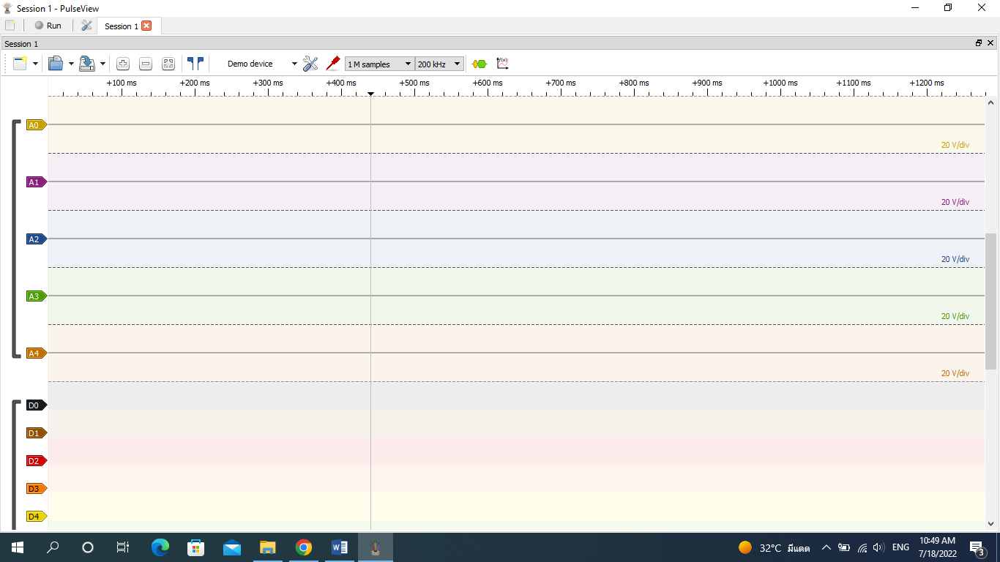 Session 1 - PulseView
Run
Session 1
Session 1
Demo device
1 M samples
200 kHz
f(x)
+100 ms +200 ms +300 ms +400 ms +500 ms +600 ms +700 ms +800 ms +900 ms +1000 ms +1100 ms +1200 ms
A0
20 V/div
A1
20 V/div
A2
20 V/div
A3
20 V/div
A4
20 V/div
D0
D1
D2
D3
D4
32°C มีแดด
ENG
10:49 AM
7/18/2022
3